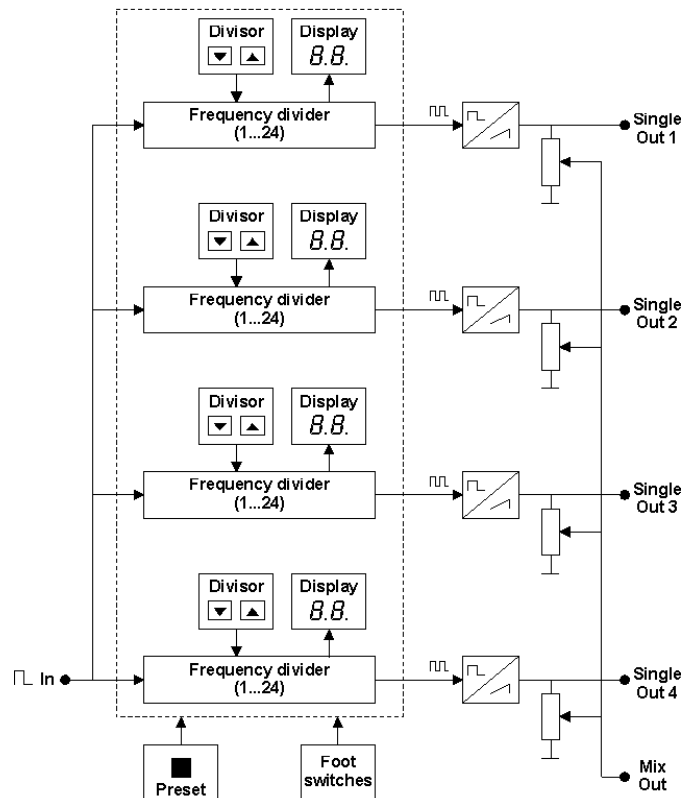 Divisor
Display
8.8.
Frequency divider
(1...24)
Single
Out 1
Divisor
Display
8.8.
Frequency divider
(1...24)
Single
Out 2
Divisor
Display
8.8.
Frequency divider
(1...24)
Single
Out 3
Divisor
Display
8.8.
Frequency divider
(1...24)
In
Single
Out 4
Preset
Foot
switches
Mix
Out